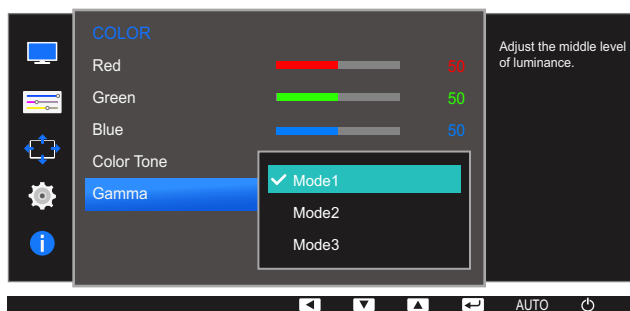 COLOR
Red 50
Green 50
Blue 50
Color Tone
Gamma
Mode1
Mode2
Mode3
Adjust the middle level
of luminance.
AUTO